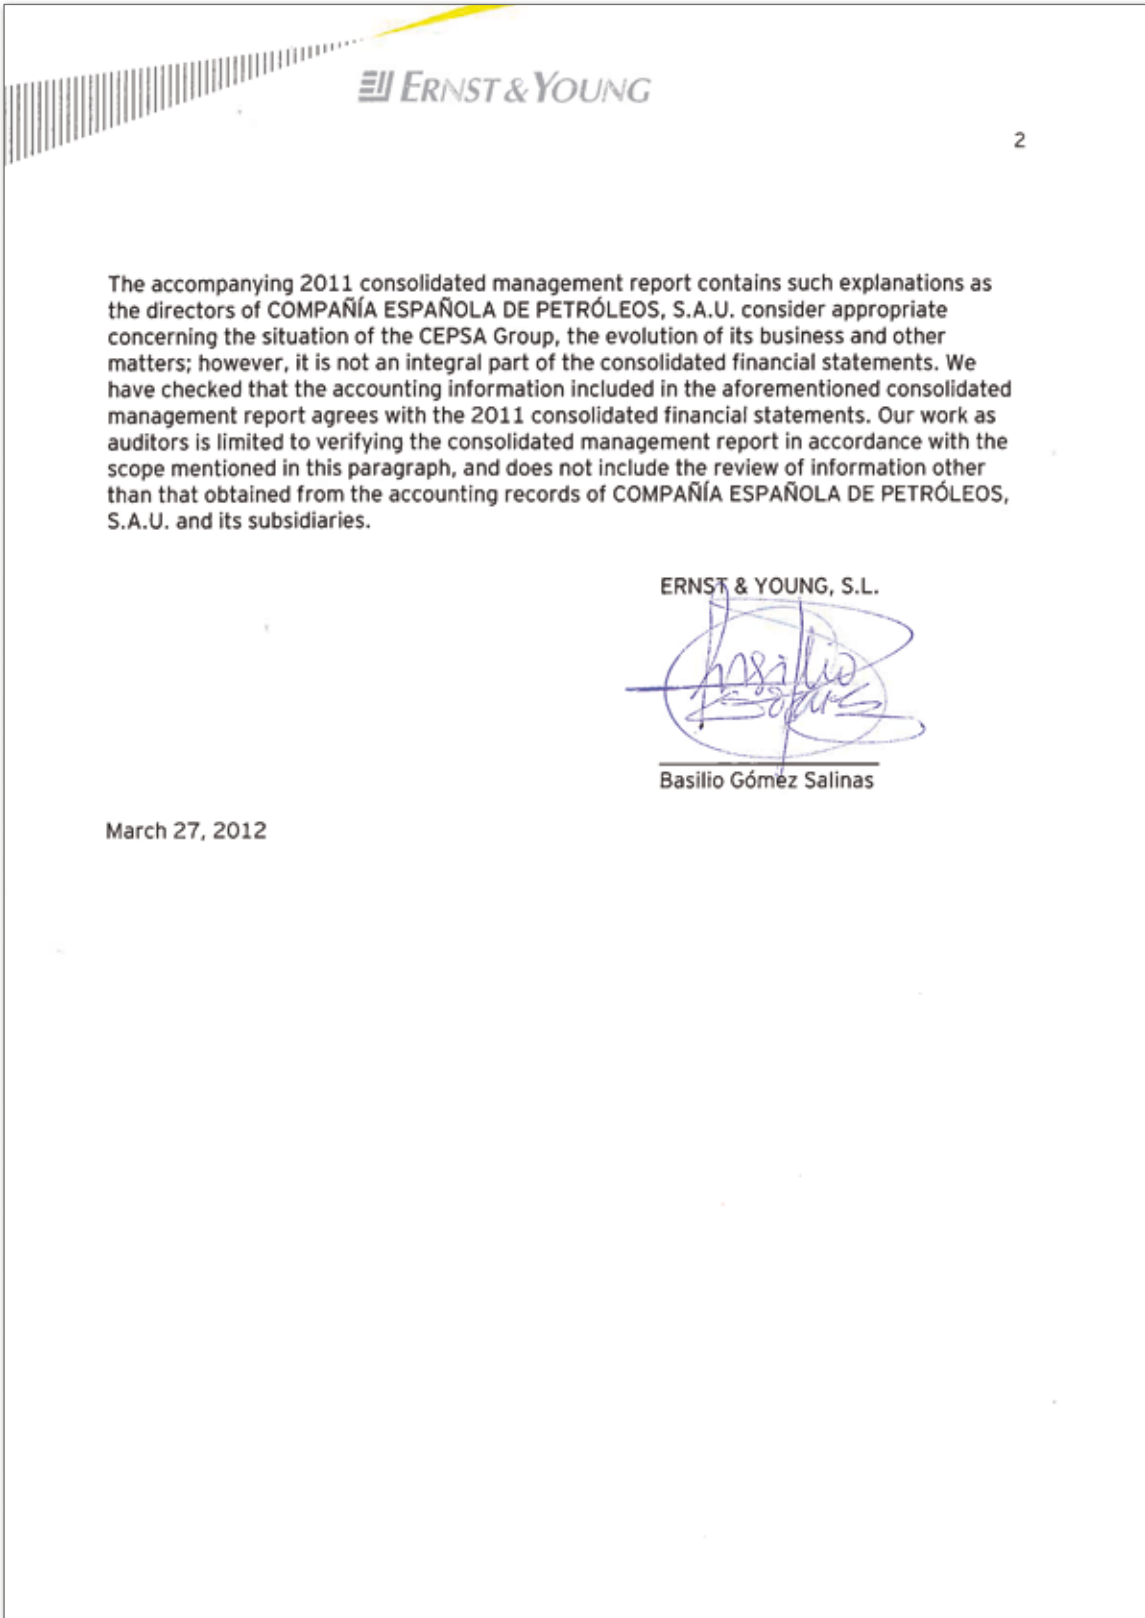 ERNST & YOUNG
2
The accompanying 2011 consolidated management report contains such explanations as
the directors of COMPAÑÍA ESPAÑOLA DE PETRÓLEOS, S.A.U. consider appropriate
concerning the situation of the CEPSA Group, the evolution of its business and other
matters; however, it is not an integral part of the consolidated financial statements. We
have checked that the accounting information included in the aforementioned consolidated
management report agrees with the 2011 consolidated financial statements. Our work as
auditors is limited to verifying the consolidated management report in accordance with the
scope mentioned in this paragraph, and does not include the review of information other
than that obtained from the accounting records of COMPAÑÍA ESPAÑOLA DE PETRÓLEOS,
S.A.U. and its subsidiaries.
ERNST & YOUNG, S.L.
Basilio Gómez Salinas
March 27, 2012